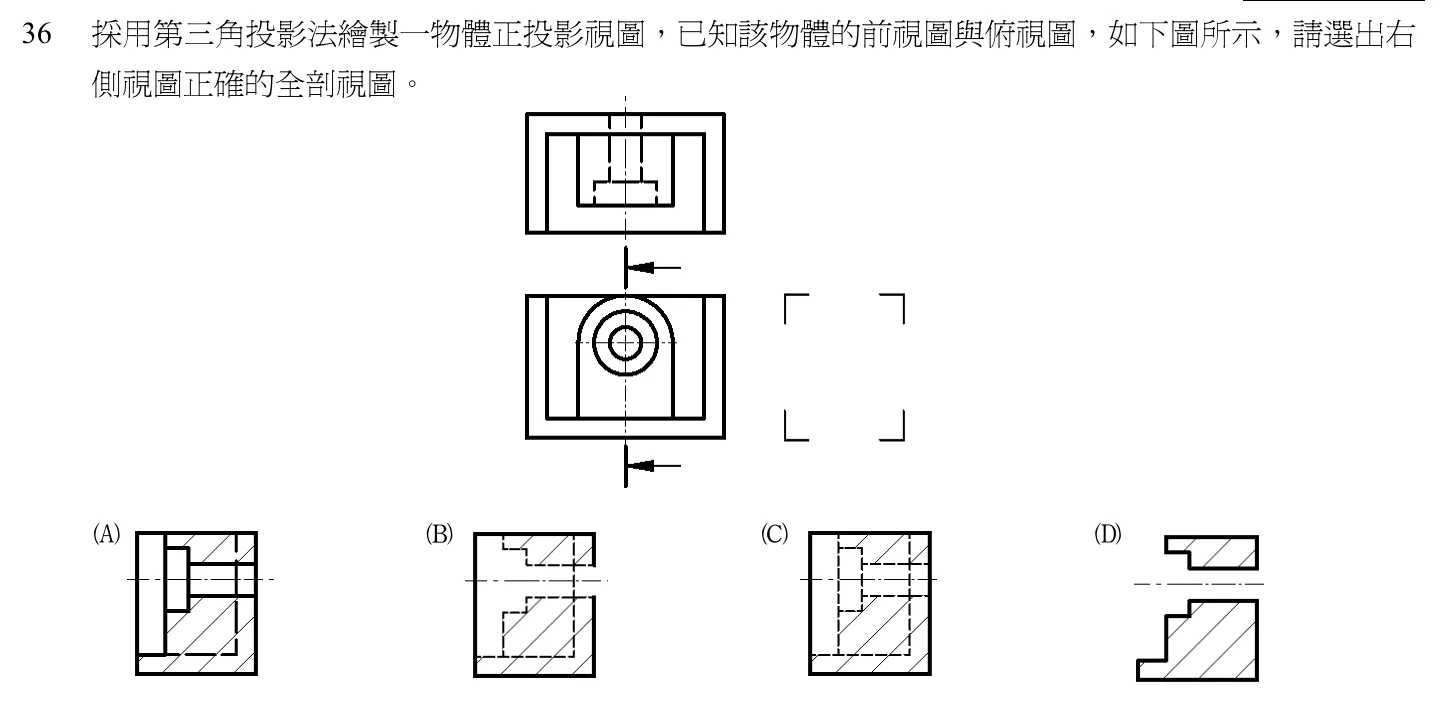 36 採用第三角投影法繪製一物體正投影視圖，已知該物體的前視圖與俯視圖，如下圖所示，請選出右
側視圖正確的全剖視圖。
(A) (B) (C) (D)